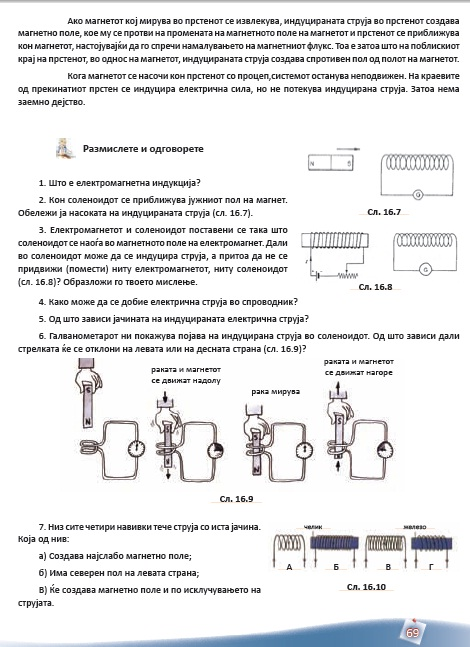 Ако магнетот кој мирува во прстенот се извлекува, индуцираната струја во прстенот создава
магнетно поле, кое му се протви на промената на магнетното поле на магнетот и прстенот се приближува
кон магнетот, настојувајќи да го спречи намалувањето на магнетниот флукс. Тоа е затоа што на поблискиот
крај на прстенот, во однос на магнетот, индуцираната струја создава спротивен пол од полот на магнетот.
Кога магнетот се насочи кон прстенот со процеп,системот останува неподвижен. На краевите
од прекинатиот прстен се индуцира електрична сила, но не потекува индуцирана струја. Затоа нема
заемно дејство.
Размислете и одговорете
N S
G
1. Што е електромагнетна индукција?
2. Кон соленоидот се приближува јужниот пол на магнет.
Обележи ја насоката на индуцираната струја (сл. 16.7).
Сл. 16.7
3. Електромагнетот и соленоидот поставени се така што
соленоидот се наоѓа во магнетното поле на електромагнет. Дали
во соленоидот може да се индуцира струја, а притоа да не се
придвижи (помести) ниту електромагнетот, ниту соленоидот
(сл. 16.8)? Образложи го твоето мислење.
G
Сл. 16.8
4. Како може да се добие електрична струја во спроводник?
5. Од што зависи јачината на индуцираната електрична струја?
6. Галванометарот ни покажува појава на индуцирана струја во соленоидот. Од што зависи дали
стрелката ќе се отклони на левата или на десната страна (сл. 16.9)?
раката и магнетот
се движат надолу
рака мирува
раката и магнетот
се движат нагоре
S
N
S
N
S
N
S
Сл. 16.9
7. Низ сите четири навивки тече струја со иста јачина.
Која од нив:
а) Создава најслабо магнетно поле;
б) Има северен пол на левата страна;
В) Ќе создава магнетно поле и по исклучувањето на
струјата.
челик железо
А Б В Г
Сл. 16.10
69